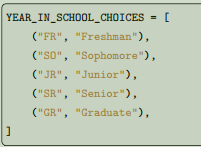 YEAR_IN_SCHOOL_CHOICES = [
    ("FR", "Freshman"),
    ("SO", "Sophomore"),
    ("JR", "Junior"),
    ("SR", "Senior"),
    ("GR", "Graduate"),
]